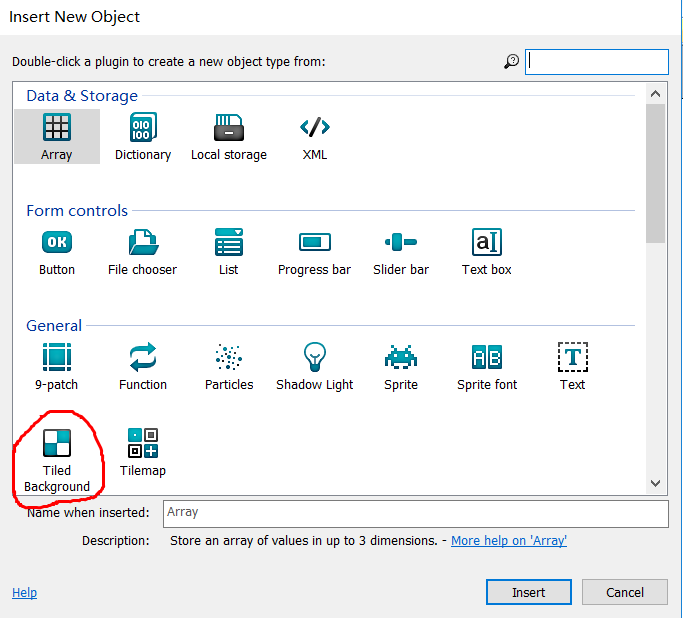 Insert New Object
Double-click a plugin to create a new object type from:
Data & Storage
Array
Dictionary
Local storage
XML
Form controls
OK
Button
File chooser
List
Progress bar
Slider bar
a
Text box
General
9-patch
Function
Particles
Shadow Light
Sprite
AB
Sprite font
T
Text
Tiled
Background
Tilemap
Name when inserted:
Array
Description:
Store an array of values in up to 3 dimensions. - More help on 'Array'
Help
Insert
Cancel